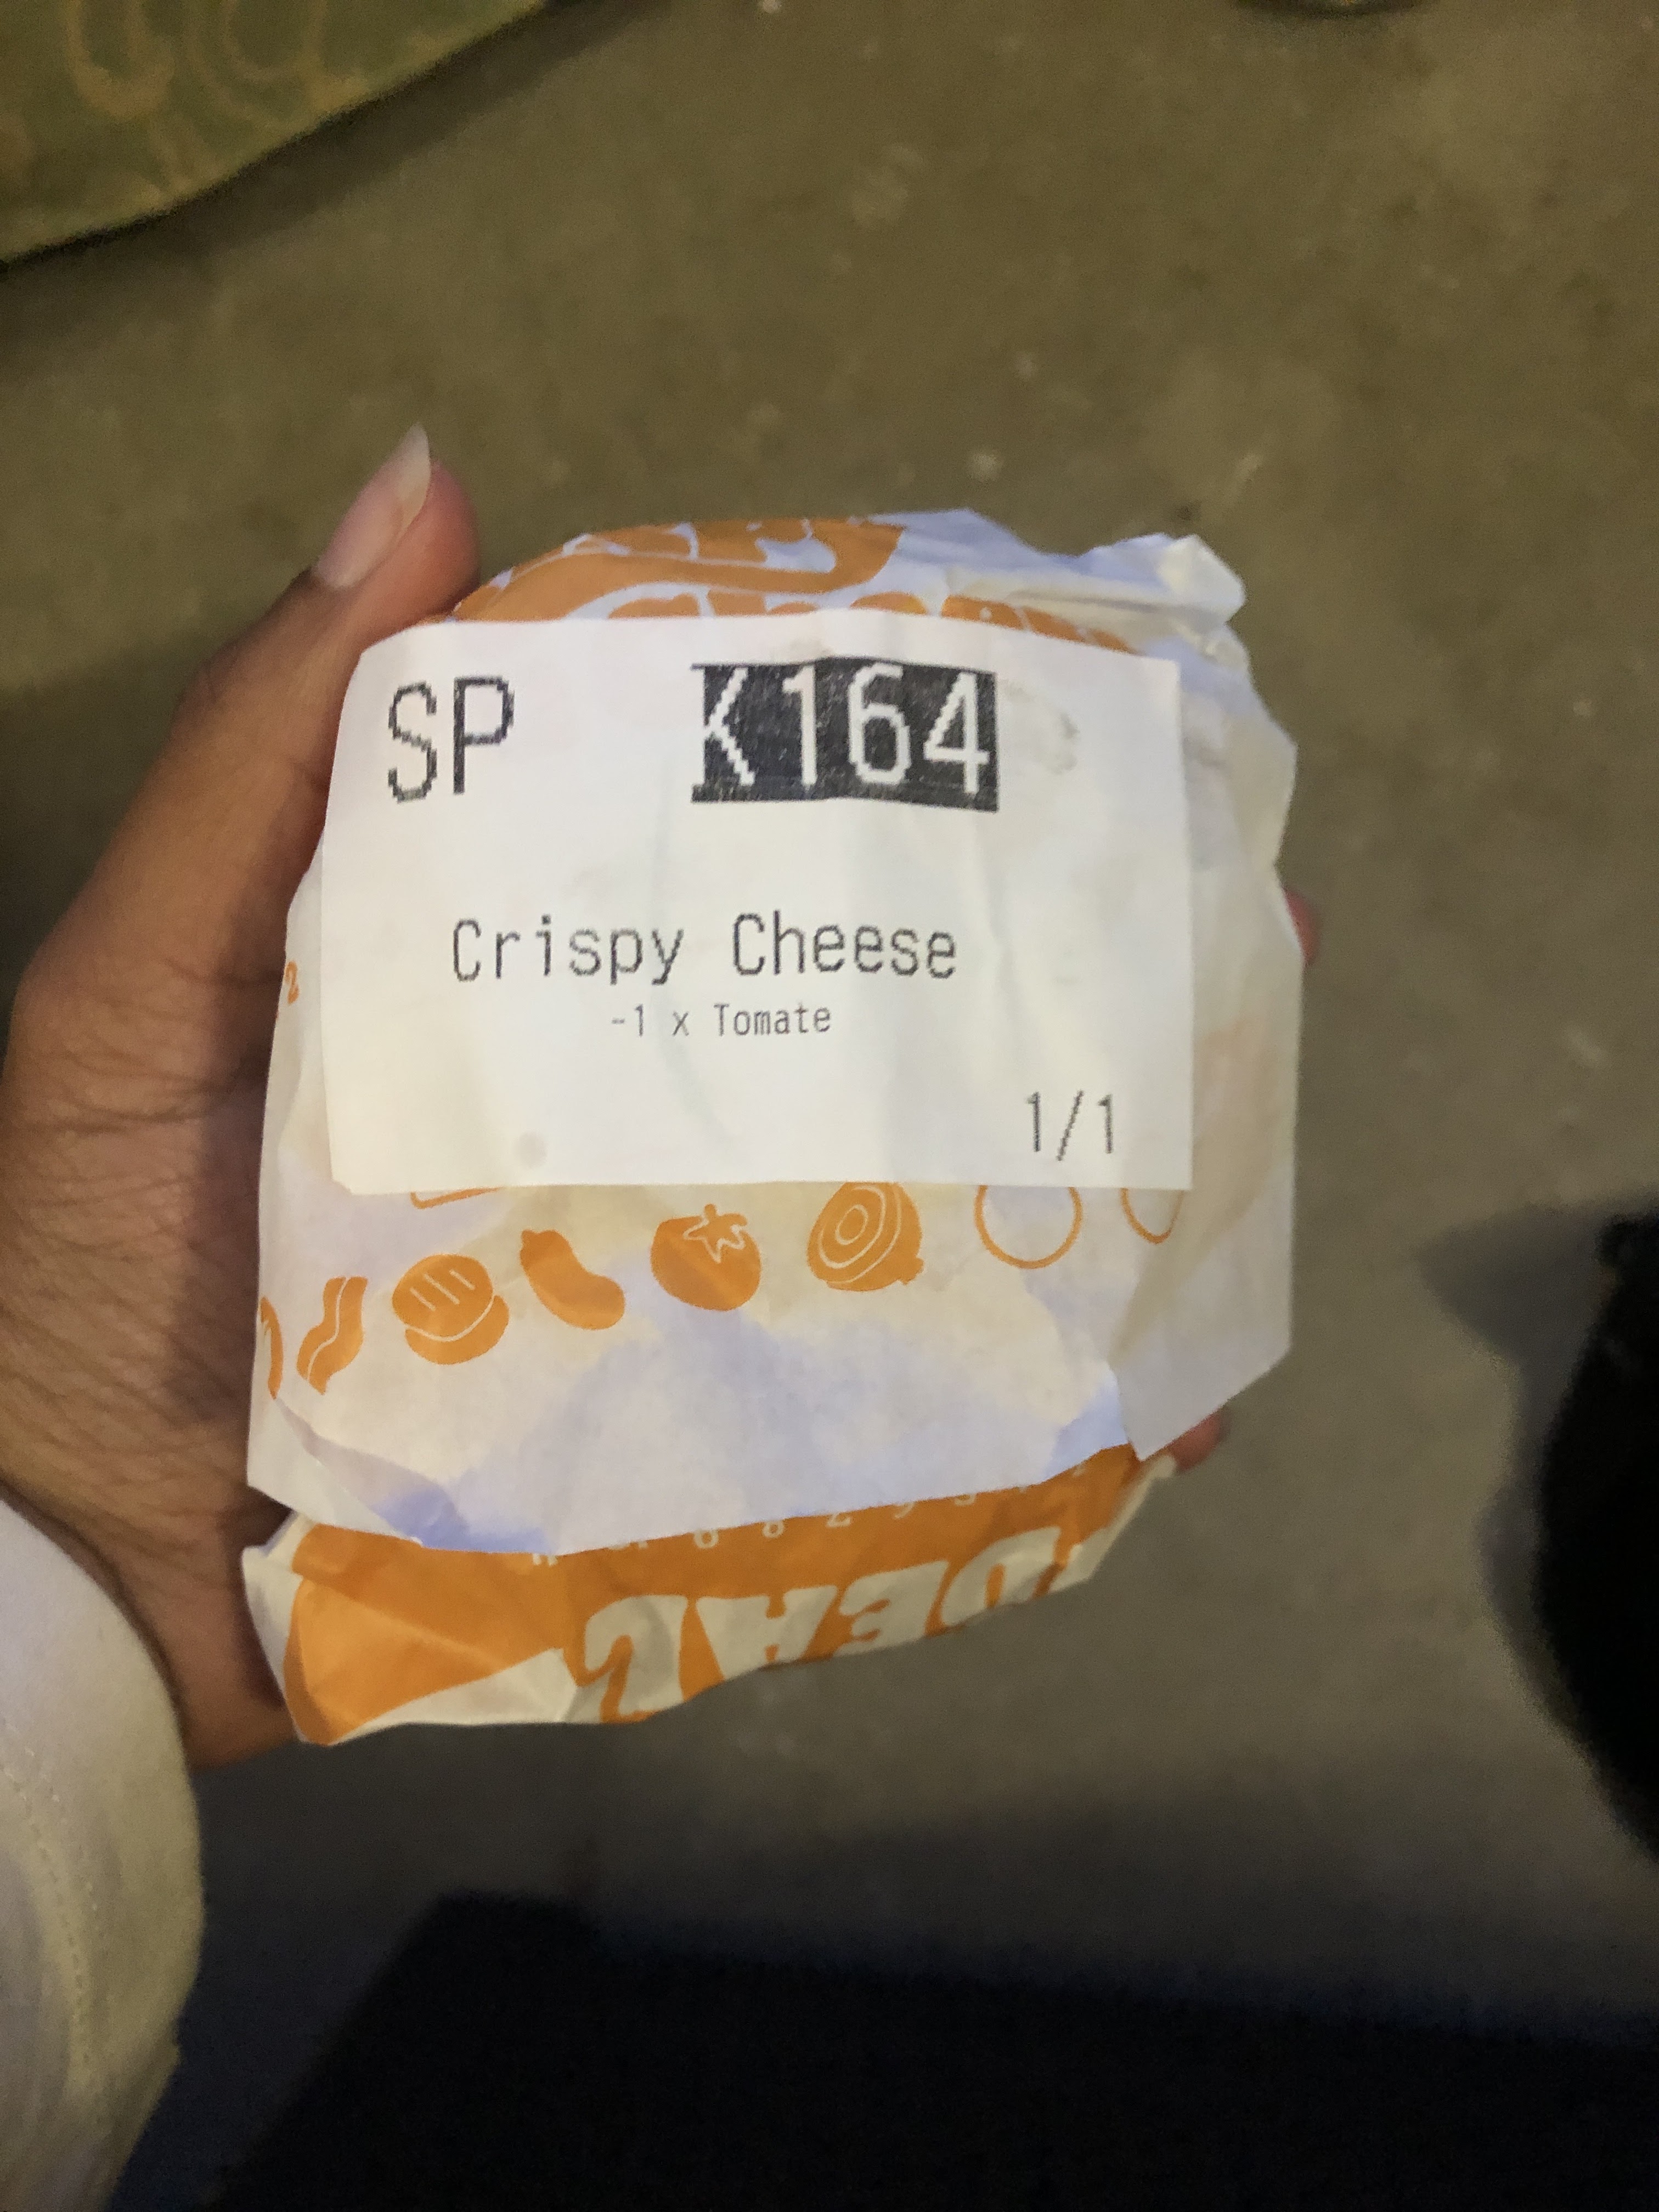 SP K164
Crispy Cheese
-1 x Tomate
1/1